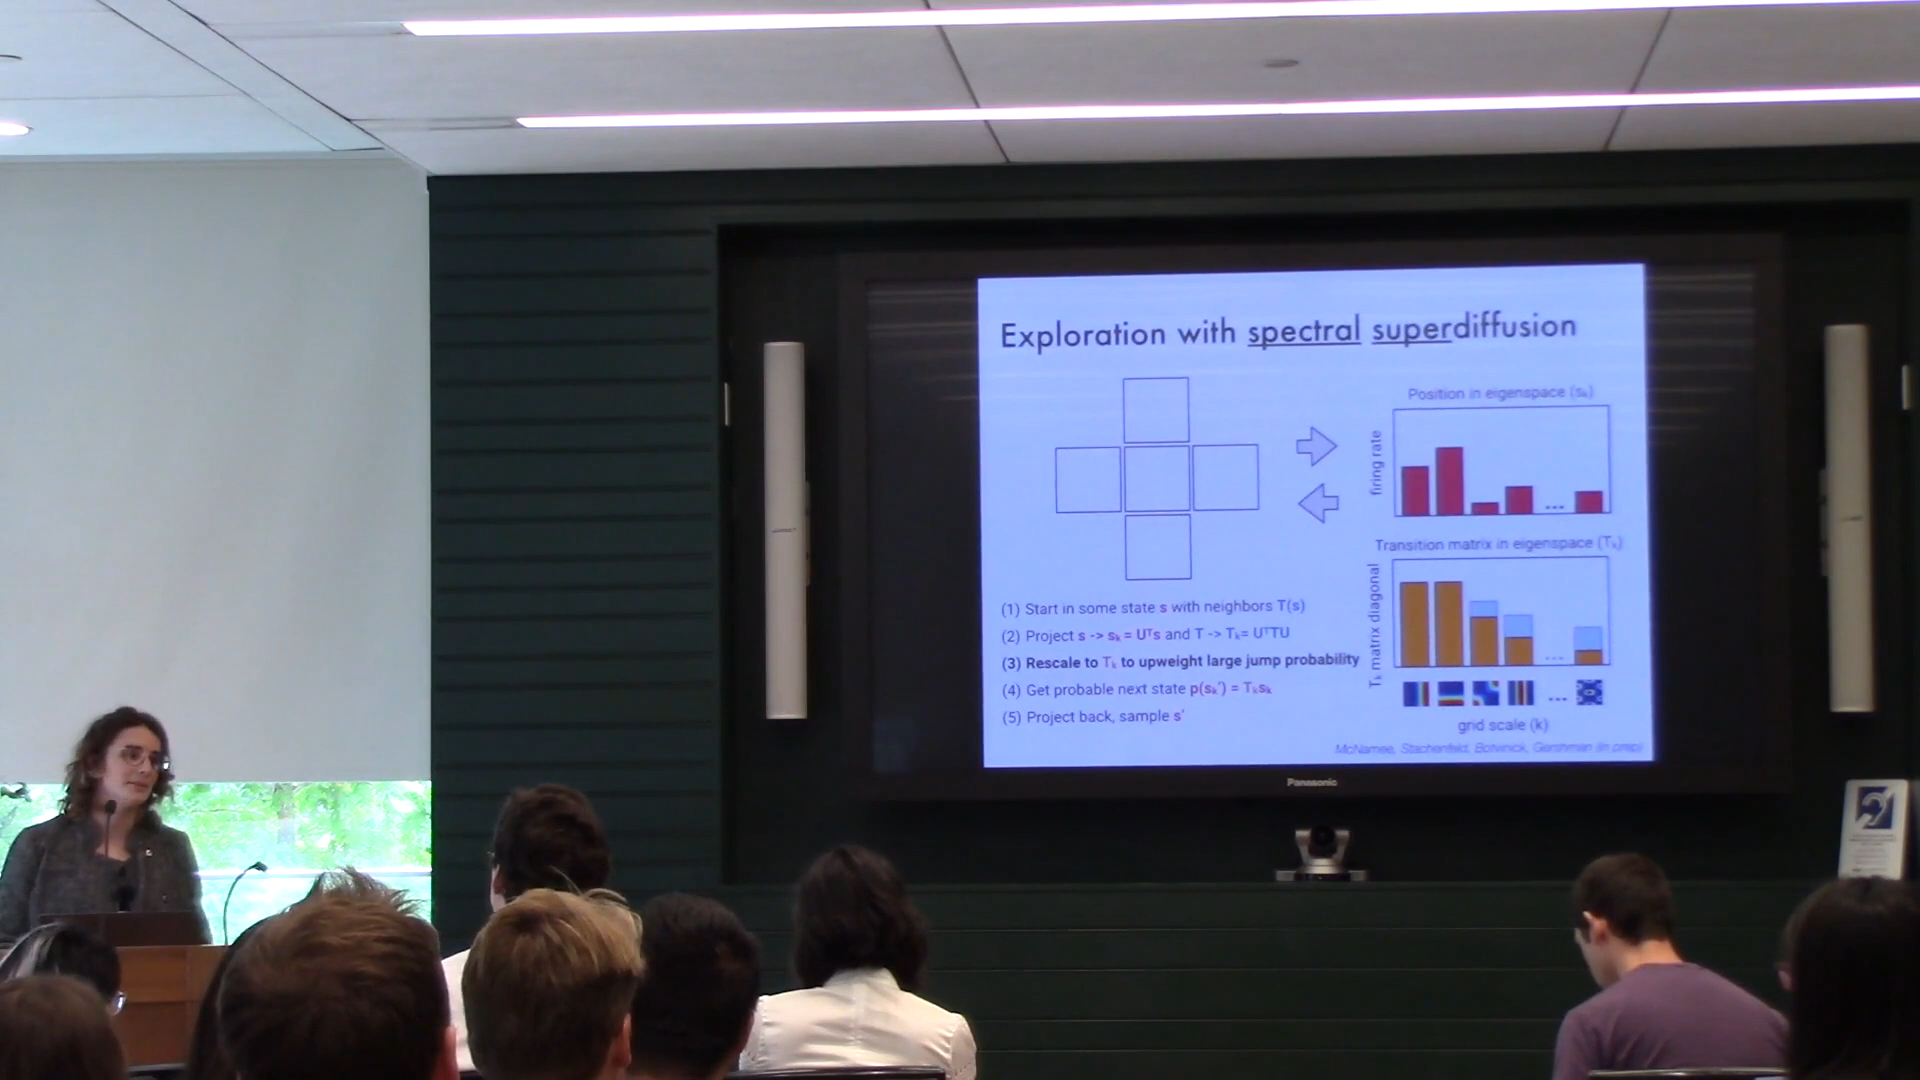 Exploration with spectral superdiffusion
Position in eigenspace (sₖ)
firing rate
...
Transition matrix in eigenspace (Tₖ)
Tₖ matrix diagonal
...
...
grid scale (k)
(1) Start in some state s with neighbors T(s)
(2) Project s -> sₖ = Uᵀs and T -> Tₖ= UᵀTU
(3) Rescale to Tₖ to upweight large jump probability
(4) Get probable next state p(sₖ') = Tₖsₖ
(5) Project back, sample s'
McNamee, Stachenfeld, Botvinick, Gershman (in prep)
Panasonic